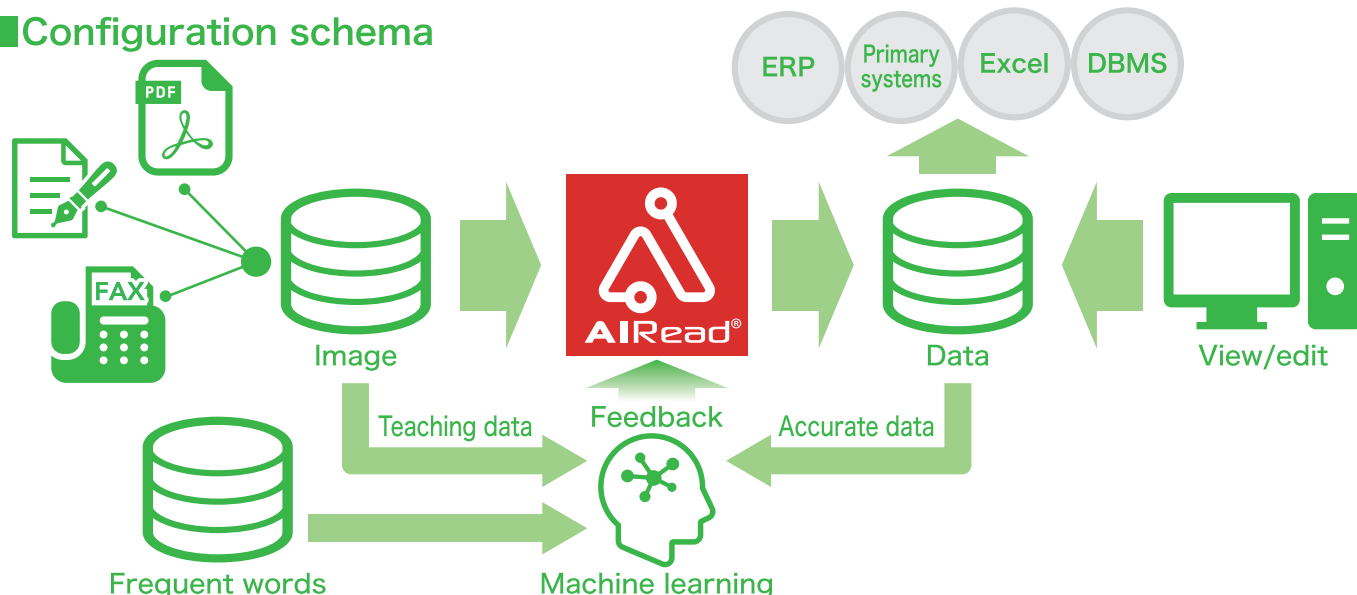 Configuration schema
ERP
Primary
systems
Excel
DBMS
PDF
FAX
AIRead®
Image
Data
View/edit
Teaching data
Feedback
Accurate data
Frequent words
Machine learning